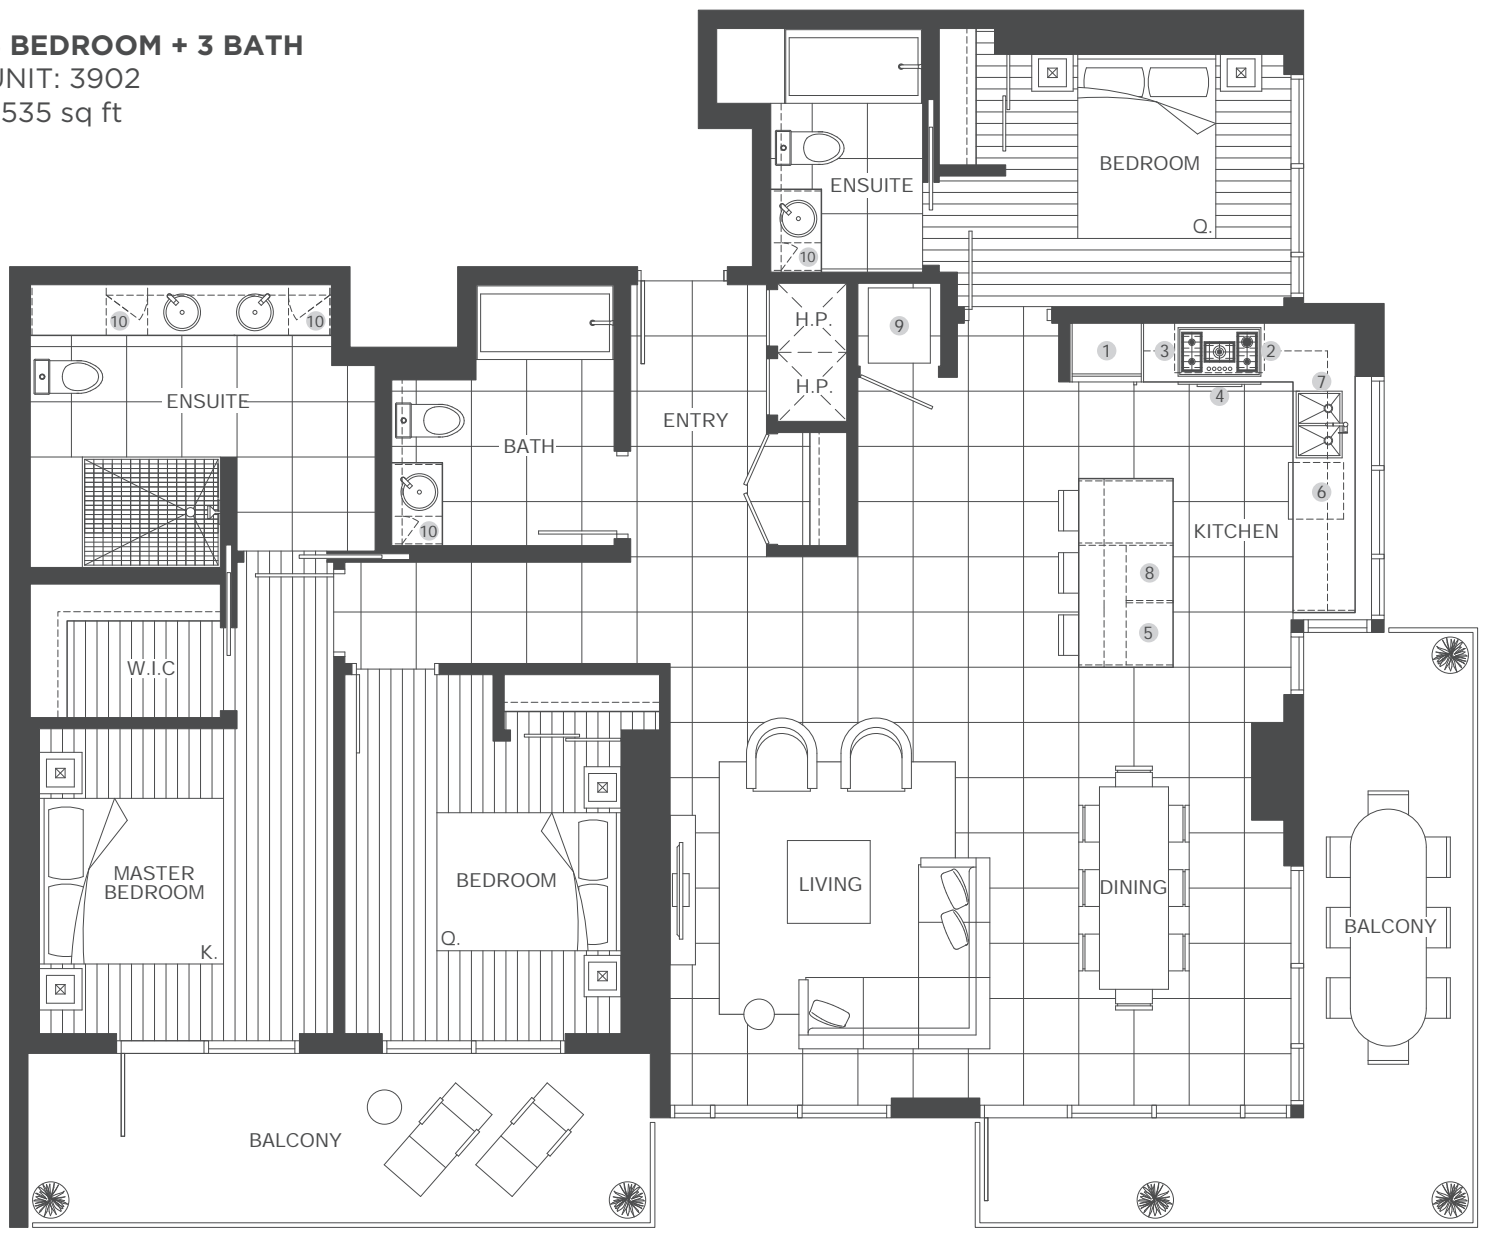 BEDROOM + 3 BATH
UNIT: 3902
535 sq ft
BEDROOM
ENSUITE
Q.
10
H.P.
9
10
10
1
3
2
H.P.
7
4
ENSUITE
ENTRY
BATH
6
KITCHEN
10
8
5
W.I.C
MASTER
BEDROOM
BEDROOM
LIVING
DINING
BALCONY
Q.
K.
BALCONY